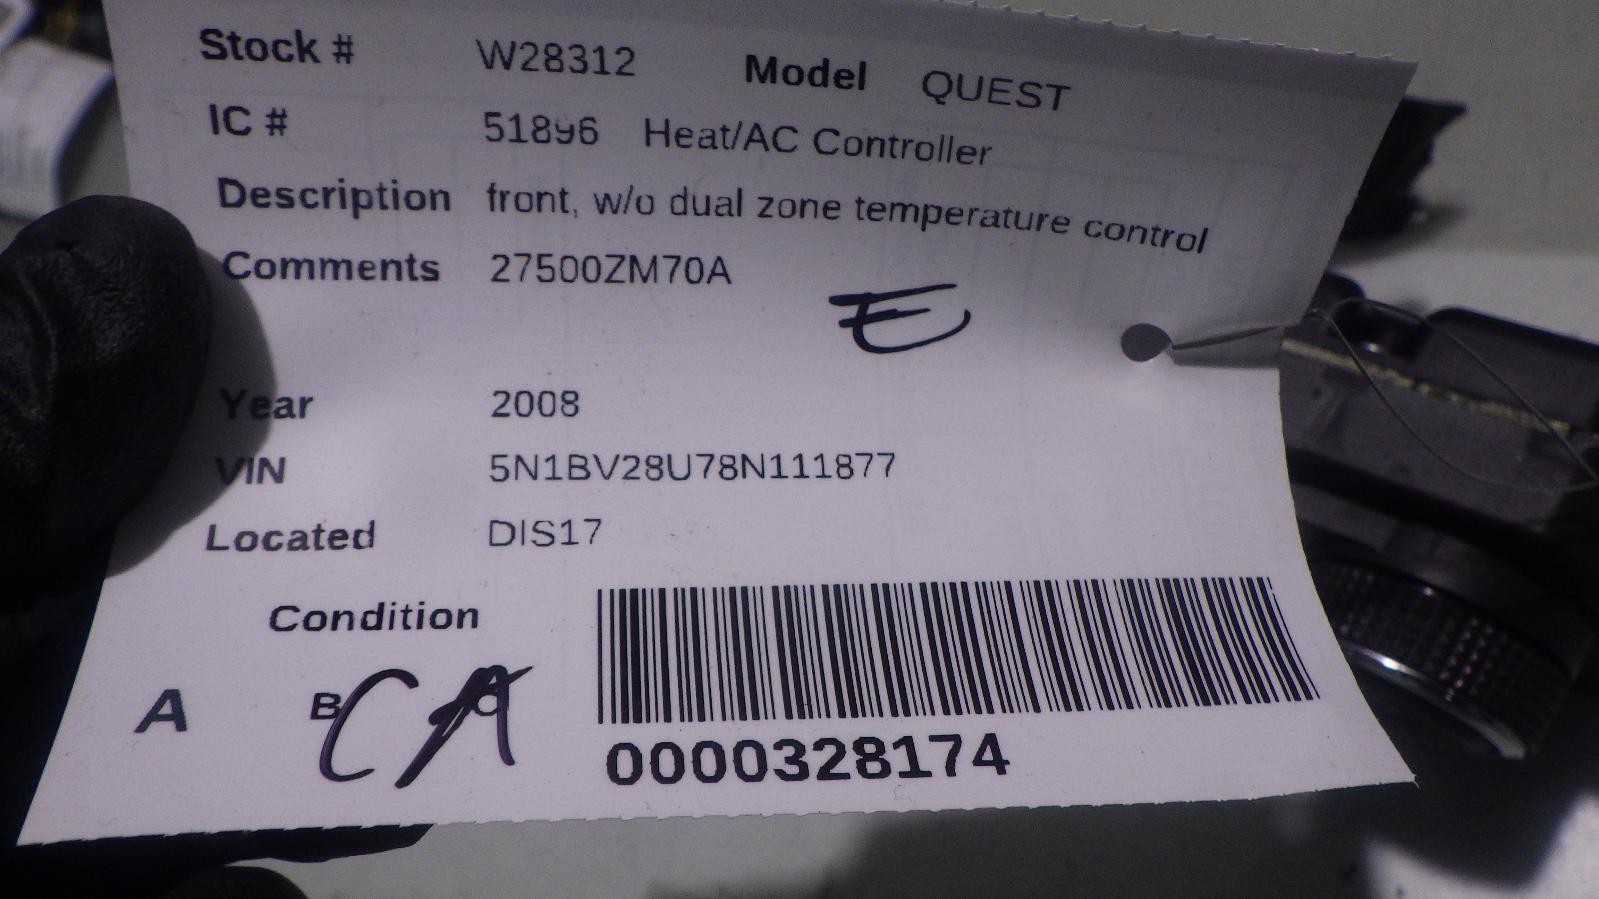 Stock # W28312 Model QUEST
IC # 51896 Heat/AC Controller
Description front, w/o dual zone temperature control
Comments 27500ZM70A
E
Year 2008
VIN 5N1BV28U78N111877
Located DIS17
Condition
A B C
CA
0000328174